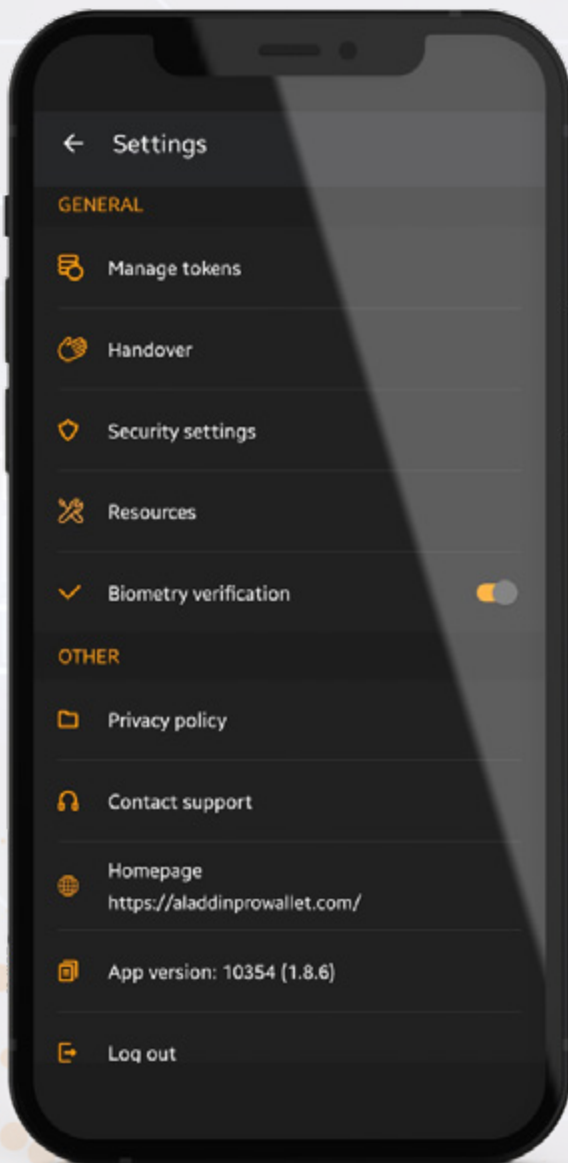 Settings
GENERAL
Manage tokens
Handover
Security settings
Resources
Biometry verification
OTHER
Privacy policy
Contact support
Homepage
https://aladdinprowallet.com/
App version: 10354 (1.8.6)
Log out